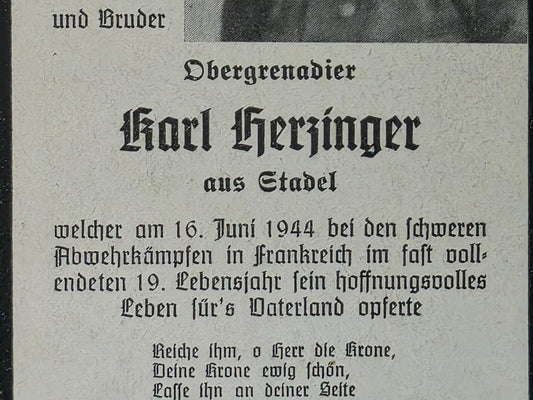 und Bruder
Obergrenadier
Karl Herzinger
aus Stadel
welcher am 16. Juni 1944 bei den schweren
Abwehrkämpfen in Frankreich im fast voll-
endeten 19. Lebensjahr sein hoffnungsvolles
Leben für's Vaterland opferte
Reiche ihm, o Herr die Krone,
Deine Krone ewig schön,
Lasse ihn an deiner Seite